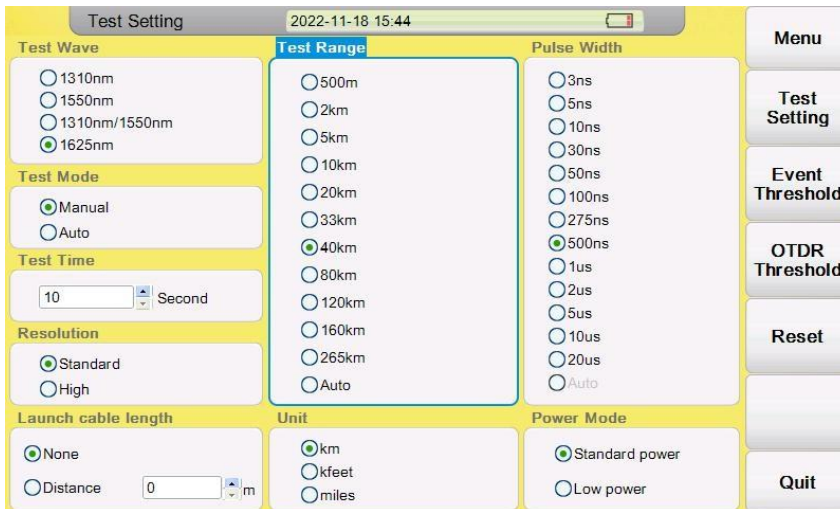 Test Setting
2022-11-18 15:44
Test Wave
1310nm
1550nm
1310nm/1550nm
1625nm
Test Mode
Manual
Auto
Test Time
10
Second
Resolution
Standard
High
Launch cable length
None
Distance
0
m
Test Range
500m
2km
5km
10km
20km
33km
40km
80km
120km
160km
265km
Auto
Unit
km
kfeet
miles
Pulse Width
3ns
5ns
10ns
30ns
50ns
100ns
275ns
500ns
1us
2us
5us
10us
20us
Auto
Power Mode
Standard power
Low power
Menu
Test
Setting
Event
Threshold
OTDR
Threshold
Reset
Quit